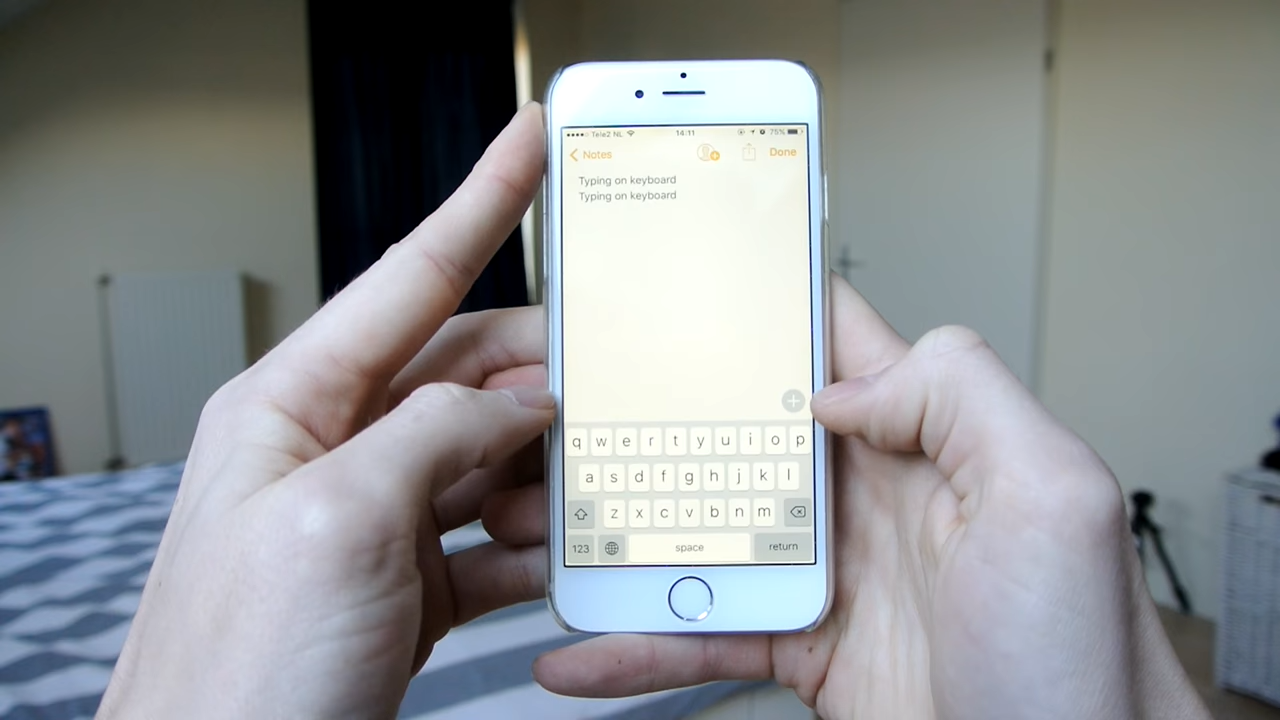 Tele2 NL 14:11 75%
Notes Done
Typing on keyboard
Typing on keyboard
q w e r t y u i o p
a s d f g h j k l
z x c v b n m
123 space return